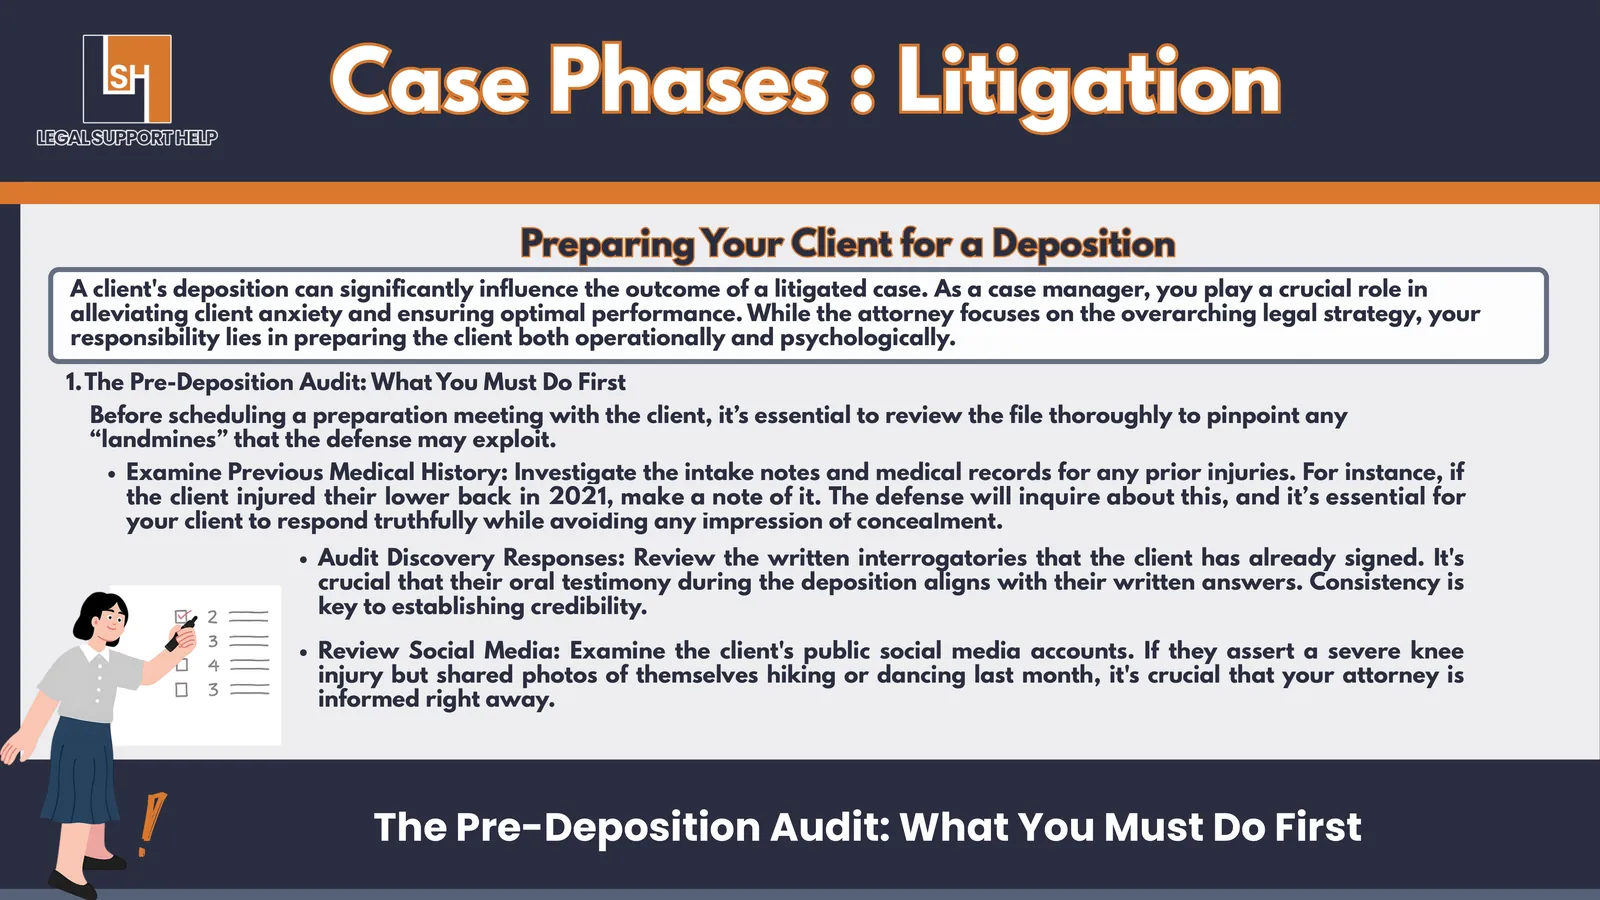 LSH
LEGAL SUPPORT HELP
Case Phases : Litigation
Preparing Your Client for a Deposition
A client's deposition can significantly influence the outcome of a litigated case. As a case manager, you play a crucial role in
alleviating client anxiety and ensuring optimal performance. While the attorney focuses on the overarching legal strategy, your
responsibility lies in preparing the client both operationally and psychologically.
1. The Pre-Deposition Audit: What You Must Do First
Before scheduling a preparation meeting with the client, it’s essential to review the file thoroughly to pinpoint any
“landmines” that the defense may exploit.
• Examine Previous Medical History: Investigate the intake notes and medical records for any prior injuries. For instance, if
the client injured their lower back in 2021, make a note of it. The defense will inquire about this, and it’s essential for
your client to respond truthfully while avoiding any impression of concealment.
• Audit Discovery Responses: Review the written interrogatories that the client has already signed. It's
crucial that their oral testimony during the deposition aligns with their written answers. Consistency is
key to establishing credibility.
• Review Social Media: Examine the client's public social media accounts. If they assert a severe knee
injury but shared photos of themselves hiking or dancing last month, it's crucial that your attorney is
informed right away.
2
3
4
3
!
The Pre-Deposition Audit: What You Must Do First